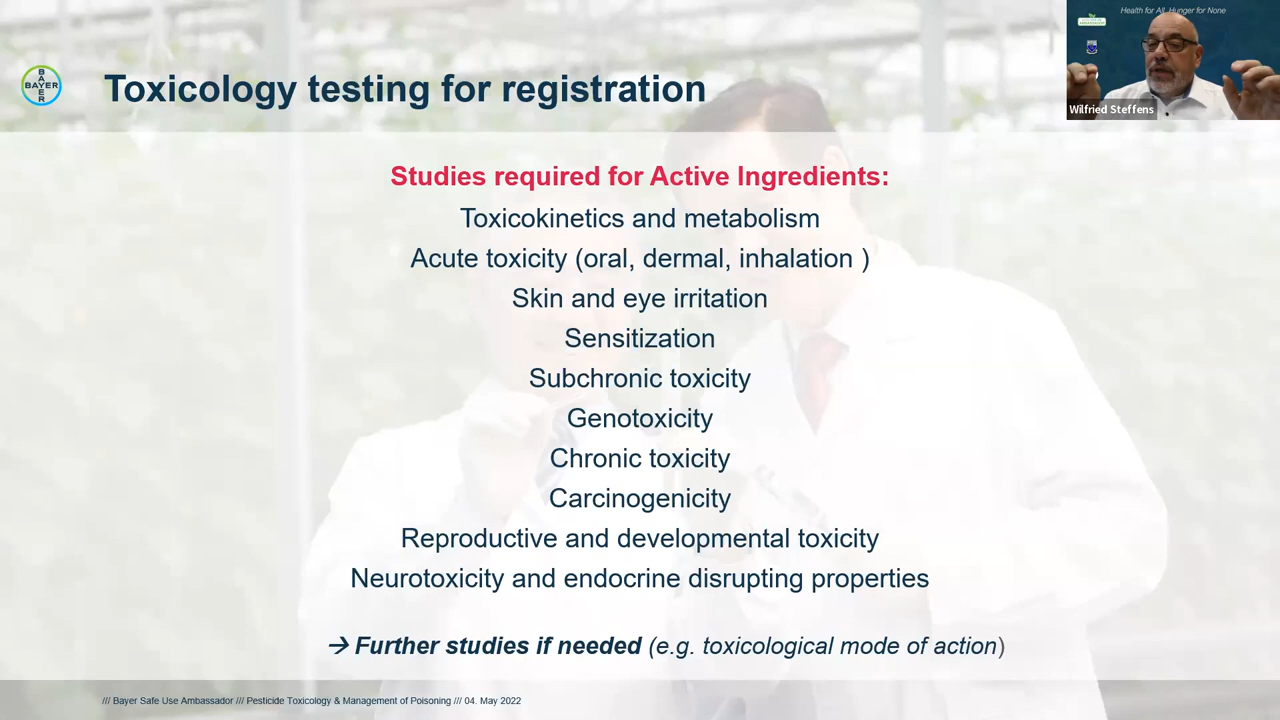 Health for All, Hunger for None
BAYER
BAYER
Toxicology testing for registration
Wilfried Steffens
Studies required for Active Ingredients:
Toxicokinetics and metabolism
Acute toxicity (oral, dermal, inhalation )
Skin and eye irritation
Sensitization
Subchronic toxicity
Genotoxicity
Chronic toxicity
Carcinogenicity
Reproductive and developmental toxicity
Neurotoxicity and endocrine disrupting properties
→ Further studies if needed (e.g. toxicological mode of action)
/// Bayer Safe Use Ambassador /// Pesticide Toxicology & Management of Poisoning /// 04. May 2022